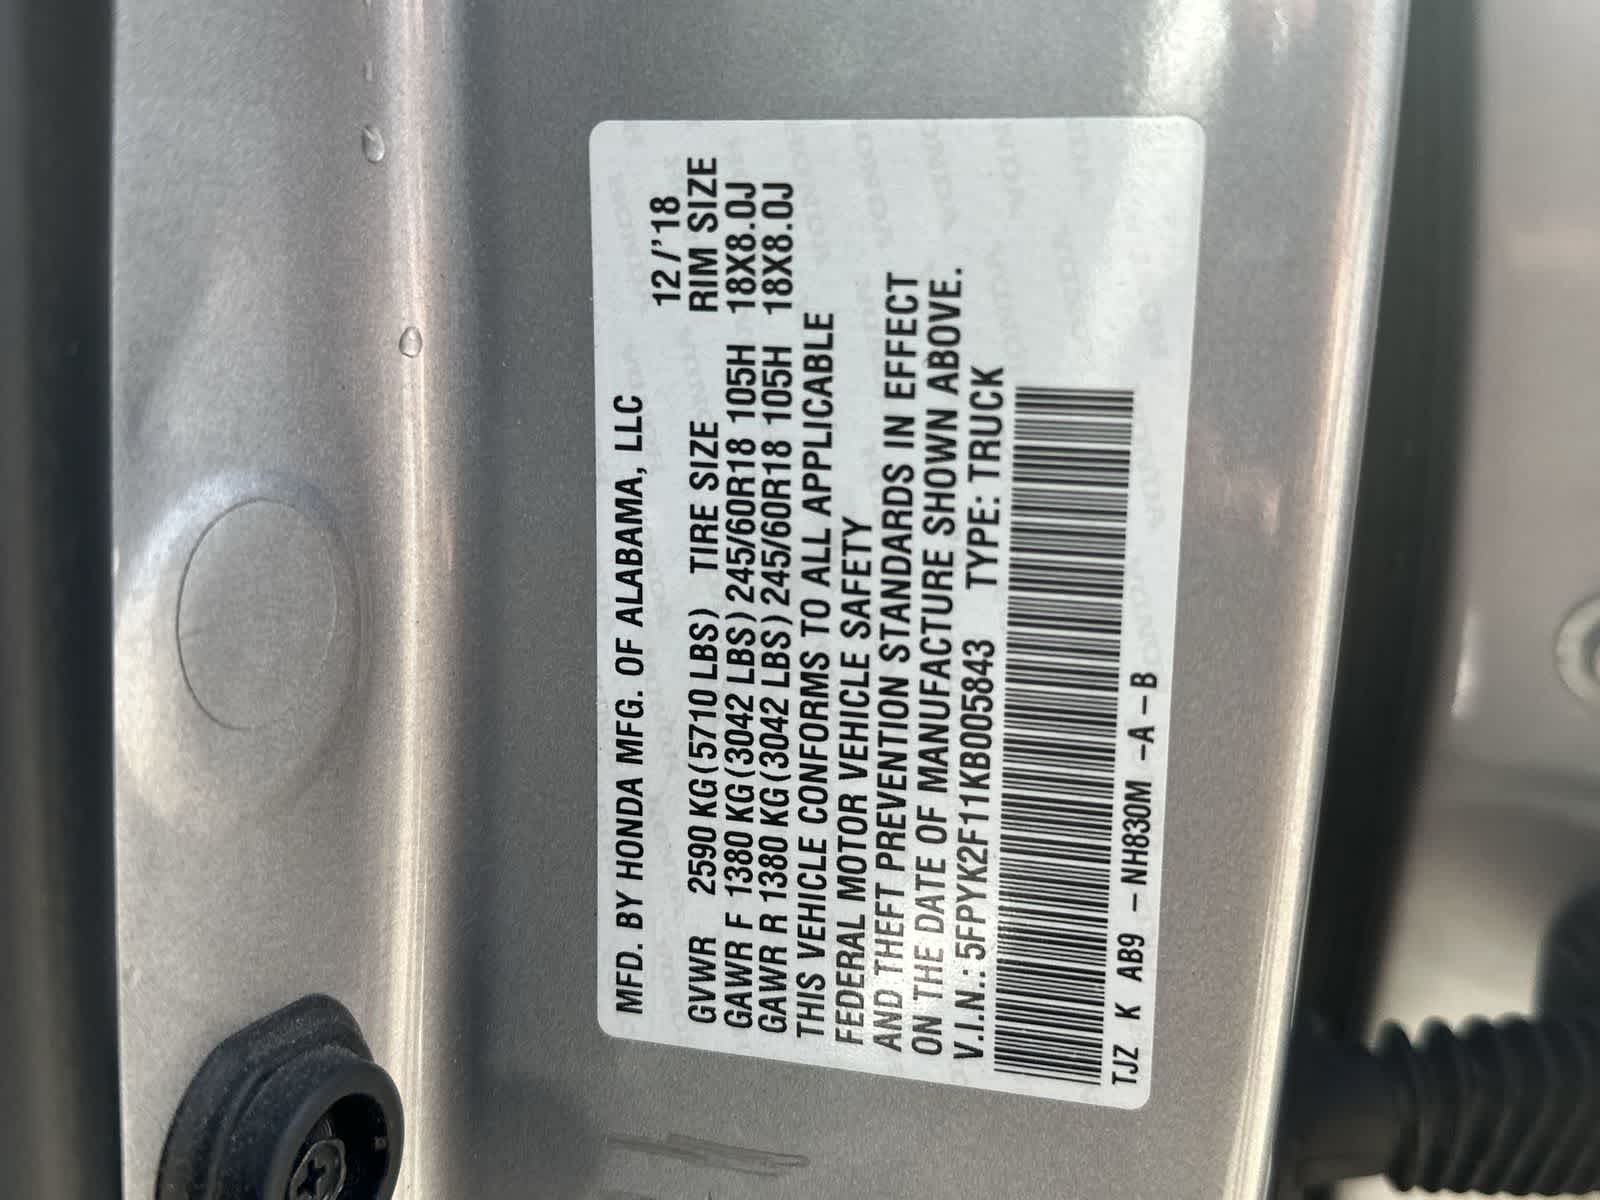 MFD. BY HONDA MFG. OF ALABAMA, LLC
12/'18
GVWR 2590 KG(5710 LBS) TIRE SIZE RIM SIZE
GAWR F 1380 KG(3042 LBS)245/60R18 105H 18X8.0J
GAWR R 1380 KG(3042 LBS)245/60R18 105H 18X8.0J
THIS VEHICLE CONFORMS TO ALL APPLICABLE
FEDERAL MOTOR VEHICLE SAFETY
AND THEFT PREVENTION STANDARDS IN EFFECT
ON THE DATE OF MANUFACTURE SHOWN ABOVE.
V.I.N.: 5FPYK2F11KB005843 TYPE: TRUCK
TJZ K AB9 -NH830M -A-B